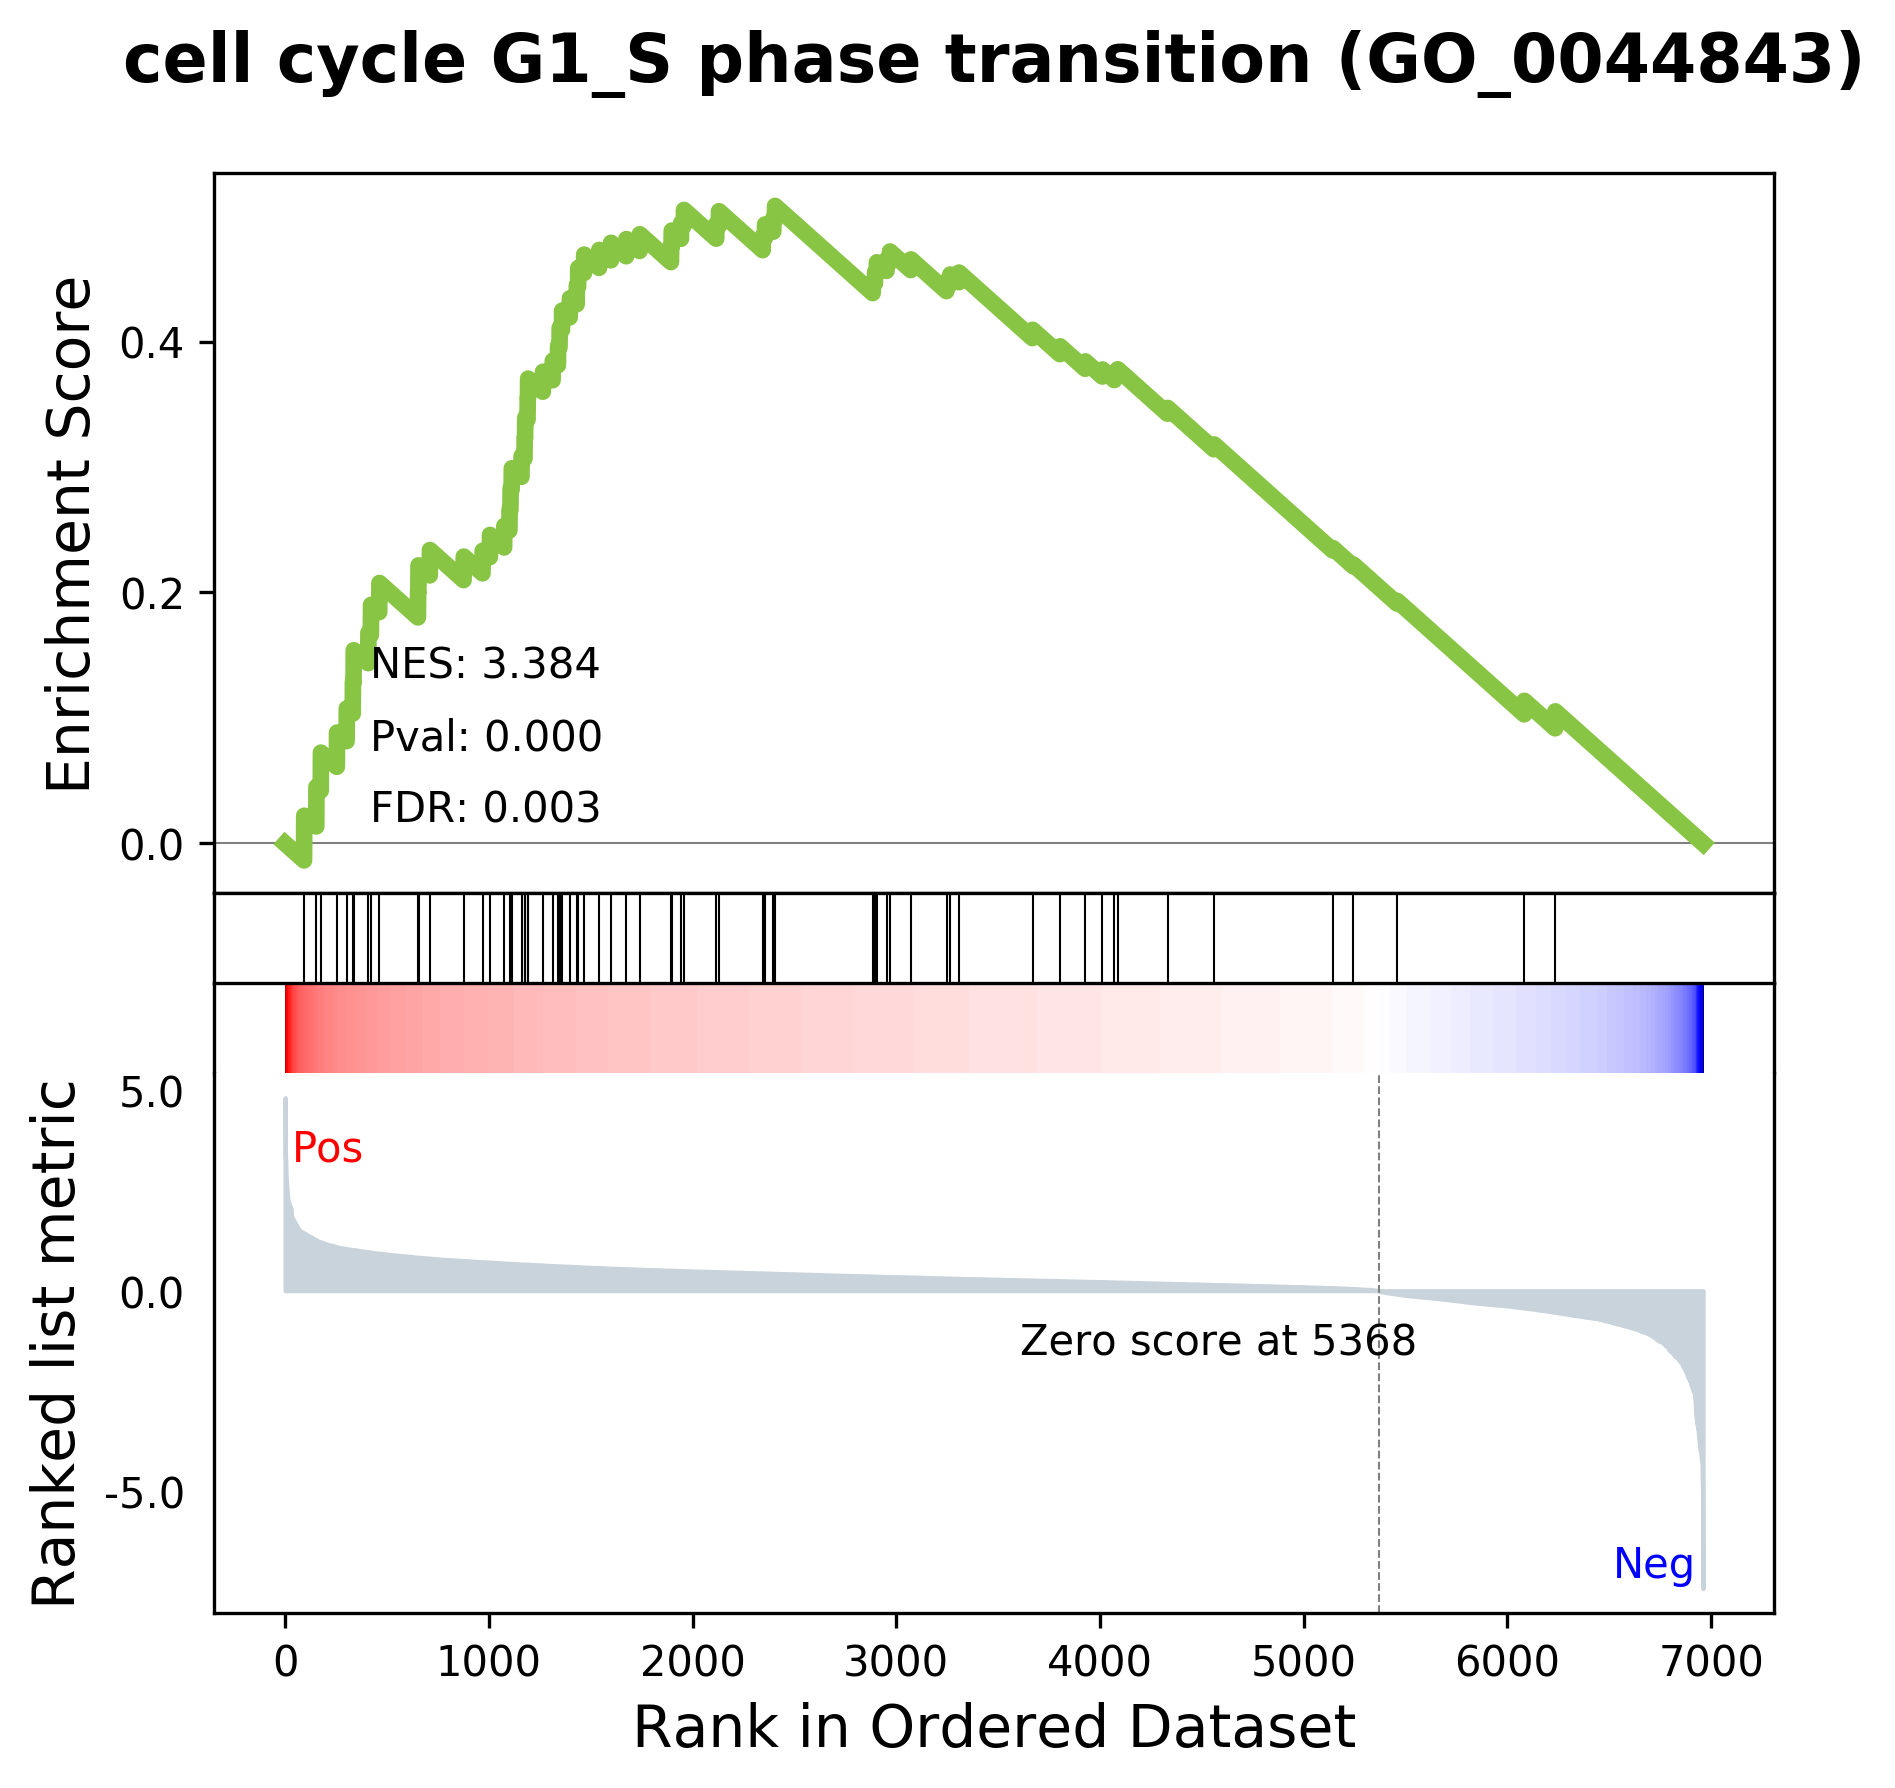 cell cycle G1_S phase transition (GO_0044843)
Enrichment Score
0.4
0.2
0.0
NES: 3.384
Pval: 0.000
FDR: 0.003
Ranked list metric
5.0
0.0
-5.0
Pos
Zero score at 5368
Neg
0 1000 2000 3000 4000 5000 6000 7000
Rank in Ordered Dataset